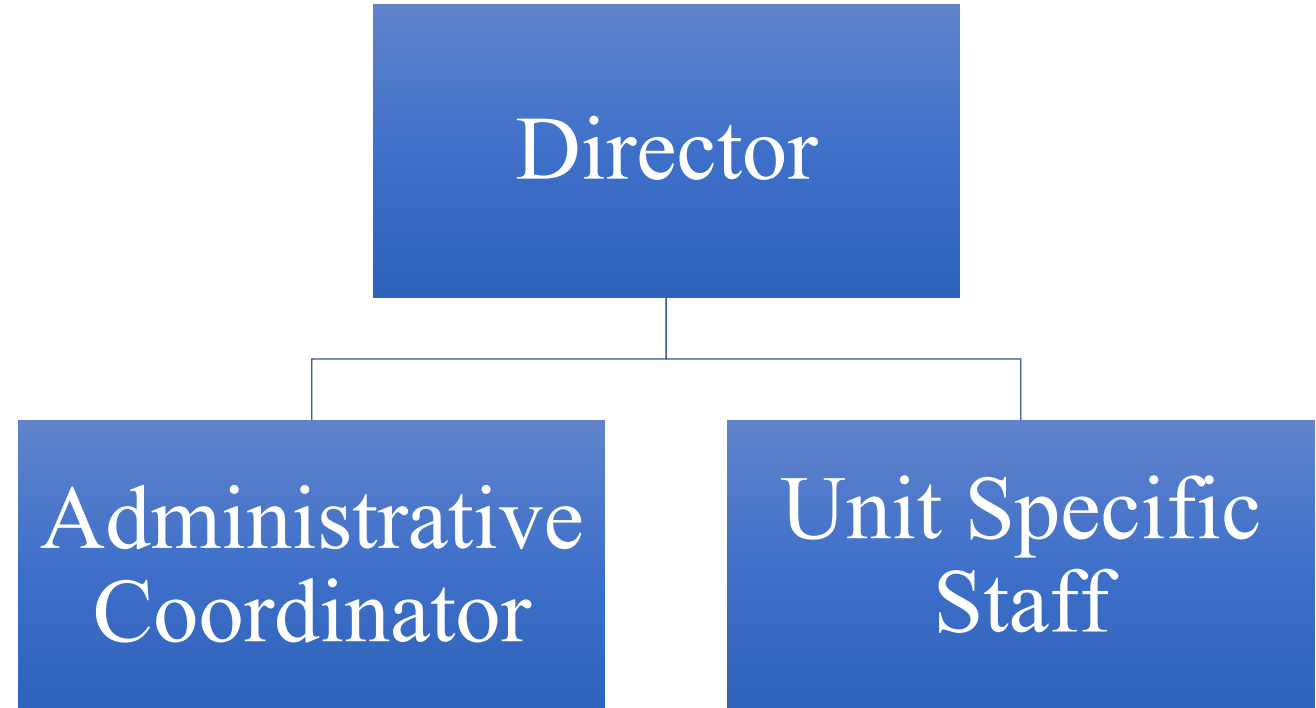 Director
Administrative
Coordinator
Unit Specific
Staff